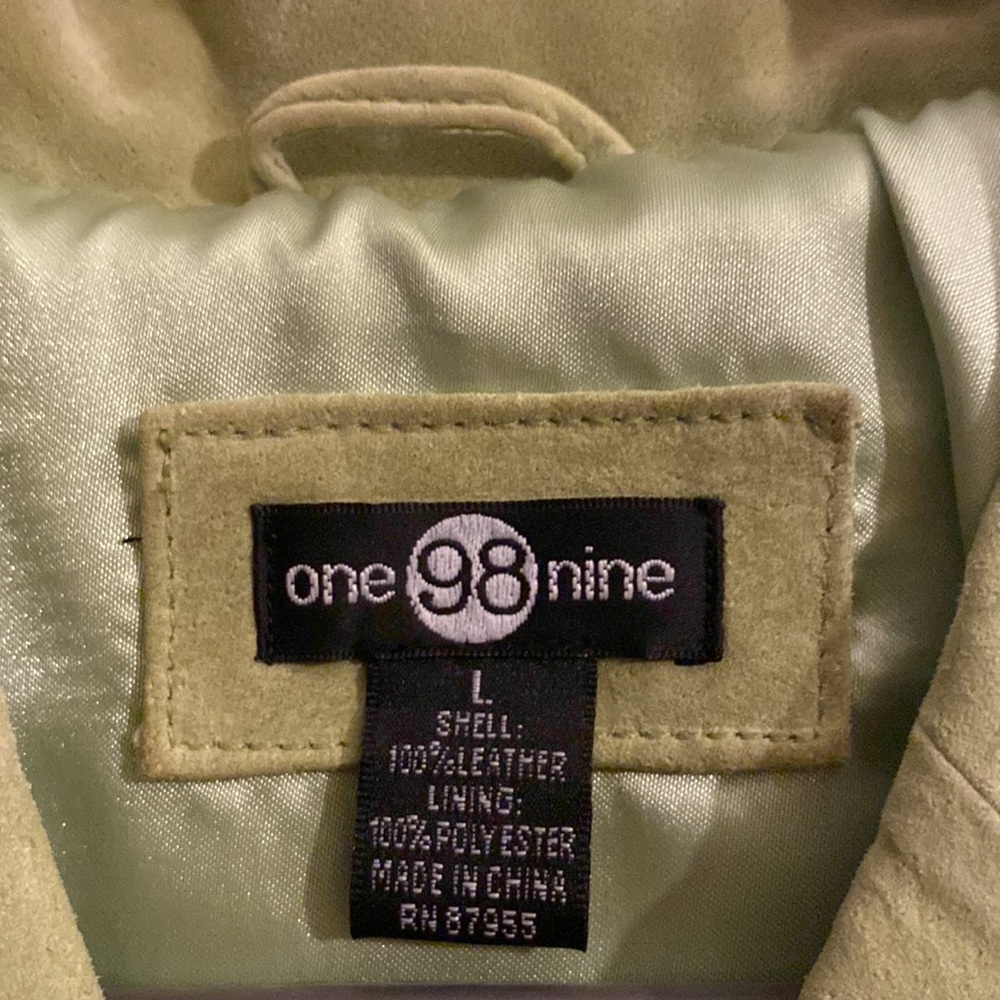 one 98 nine
L
SHELL:
100%LEATHER
LINING:
100%POLYESTER
MADE IN CHINA
RN 87955